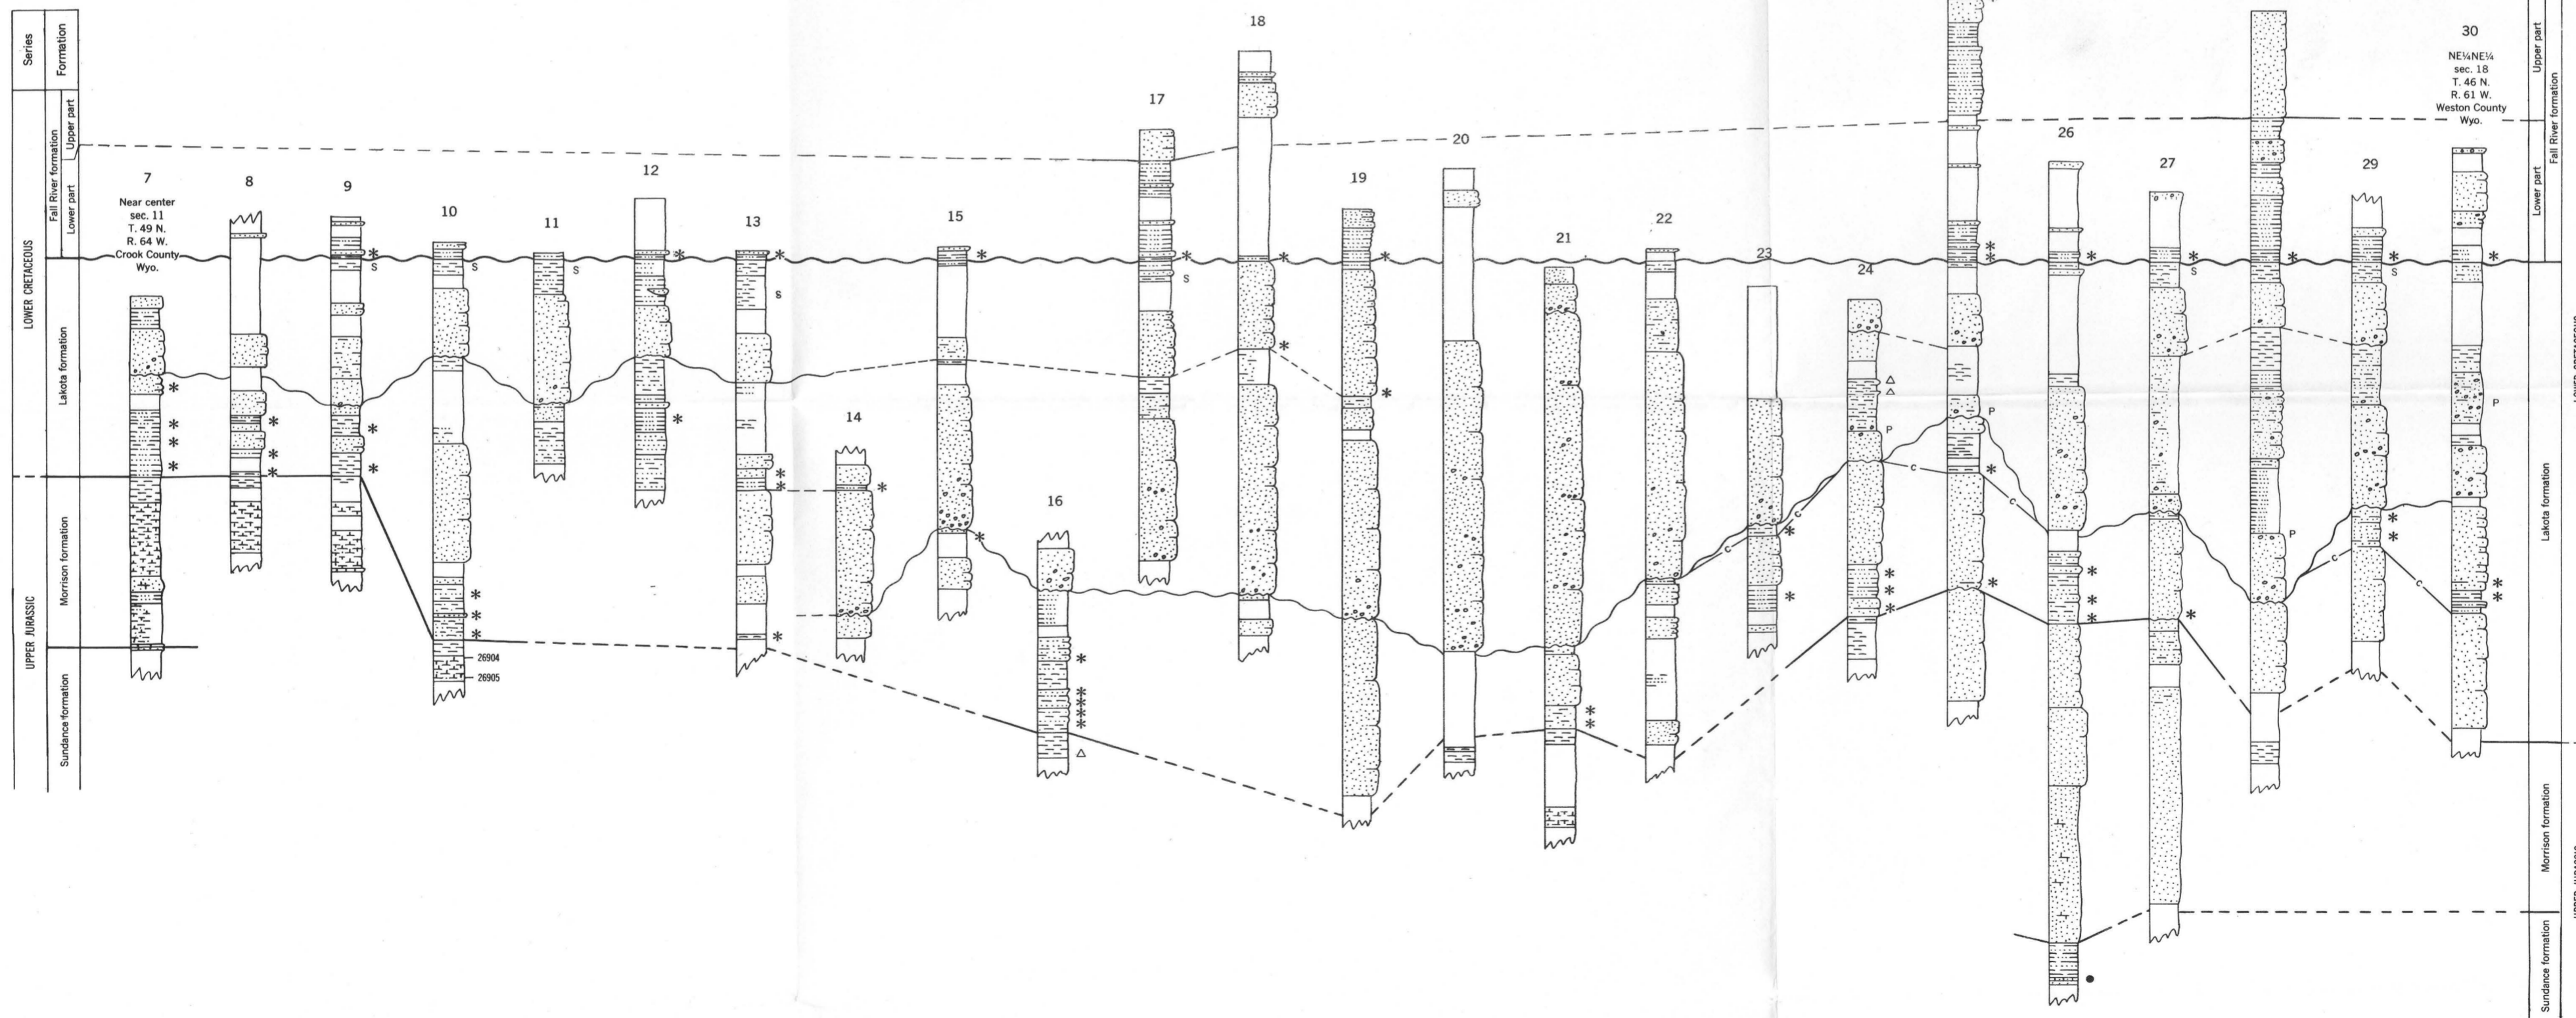 Series
Formation
LOWER CRETACEOUS
UPPER JURASSIC
Fall River formation
Upper part
Lower part
Lakota formation
Morrison formation
Sundance formation
7
Near center
sec. 11
T. 49 N.
R. 64 W.
Crook County
Wyo.
8
9
10
11
12
13
14
15
16
17
18
19
20
21
22
23
24
26
27
29
30
NE¼NE¼
sec. 18
T. 46 N.
R. 61 W.
Weston County
Wyo.
S
S
S
S
S
S
S
P
P
P
P
C
C
C
C
C
C
26904
26905
Upper part
Lower part
Fall River formation
Lakota formation
Morrison formation
Sundance formation